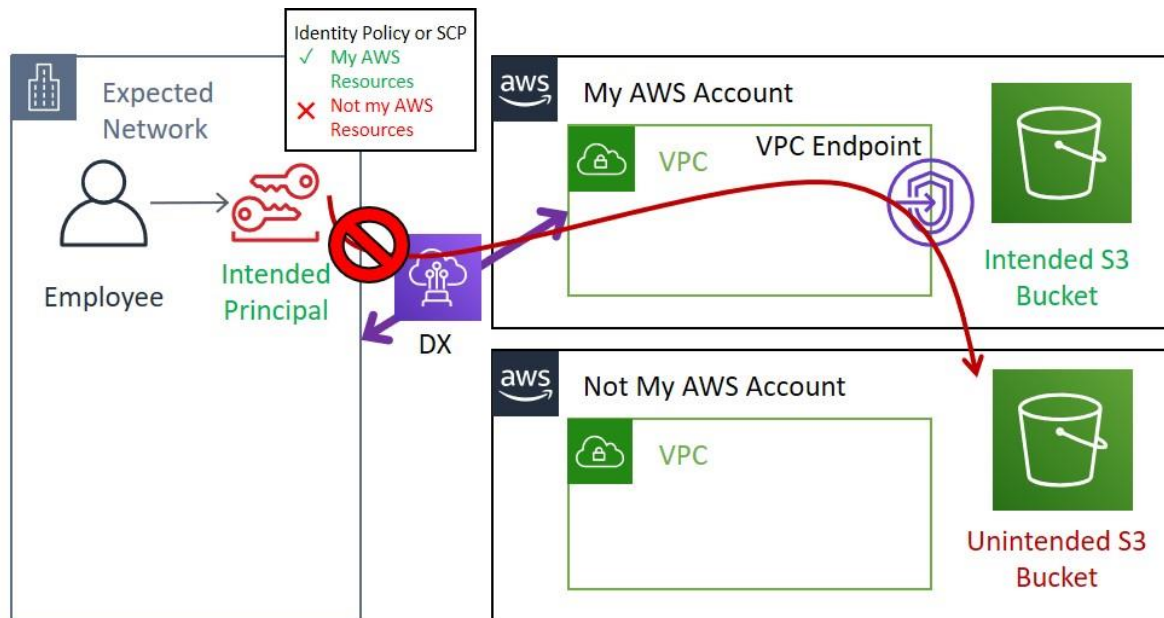 Identity Policy or SCP
✓ My AWS
Resources
✕ Not my AWS
Resources
Expected
Network
Employee
Intended
Principal
DX
aws
My AWS Account
VPC
VPC Endpoint
Intended S3
Bucket
aws
Not My AWS Account
VPC
Unintended S3
Bucket